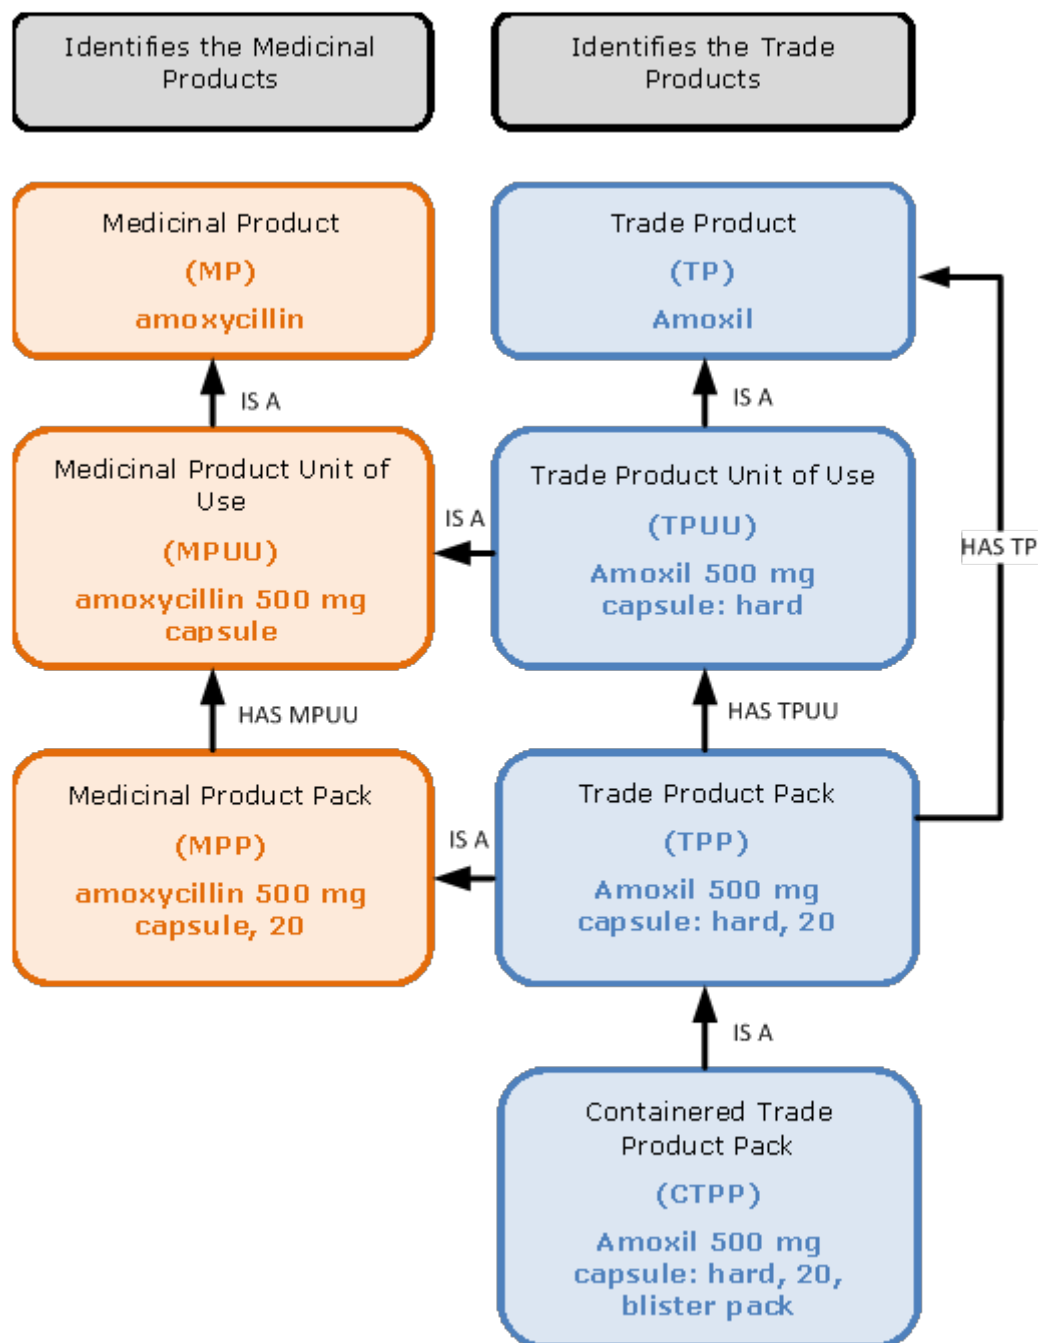 Identifies the Medicinal
Products
Identifies the Trade
Products
Medicinal Product
(MP)
amoxycillin
Trade Product
(TP)
Amoxil
IS A
IS A
Medicinal Product Unit of
Use
(MPUU)
amoxycillin 500 mg
capsule
IS A
Trade Product Unit of Use
(TPUU)
Amoxil 500 mg
capsule: hard
HAS TP
HAS MPUU
HAS TPUU
Medicinal Product Pack
(MPP)
amoxycillin 500 mg
capsule, 20
IS A
Trade Product Pack
(TPP)
Amoxil 500 mg
capsule: hard, 20
IS A
Containered Trade
Product Pack
(CTPP)
Amoxil 500 mg
capsule: hard, 20,
blister pack